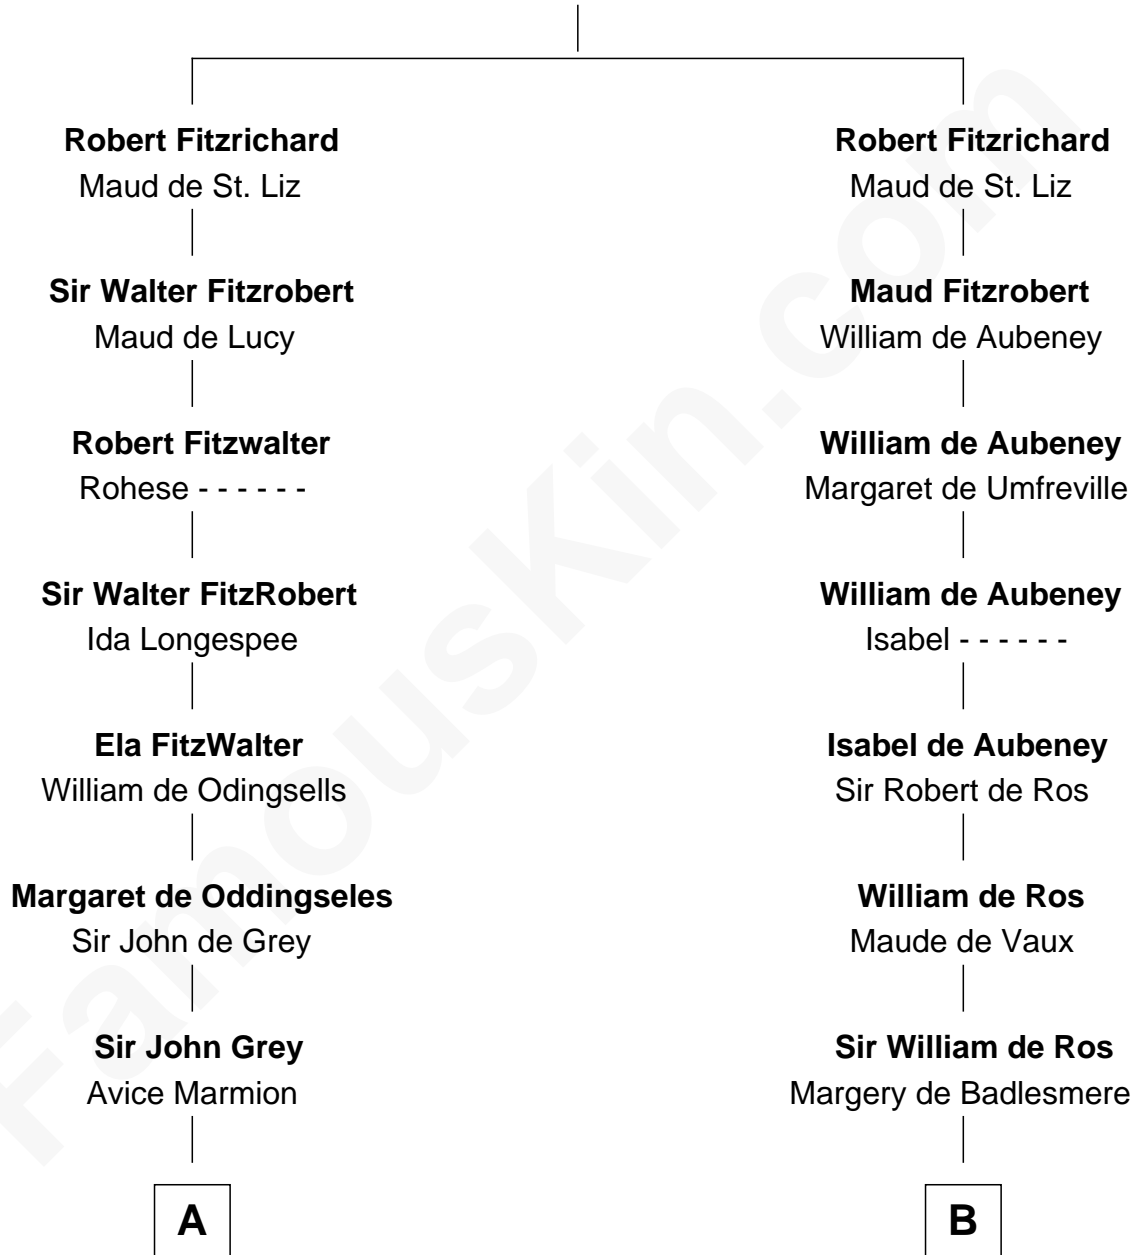 Robert Fitzrichard
Maud de St. Liz
Sir Walter Fitzrobert
Maud de Lucy
Robert Fitzwalter
Rohese - - - - - -
Sir Walter FitzRobert
Ida Longespee
Ela FitzWalter
William de Odingsells
Margaret de Oddingseles
Sir John de Grey
Sir John Grey
Avice Marmion
A
Robert Fitzrichard
Maud de St. Liz
Maud Fitzrobert
William de Aubeney
William de Aubeney
Margaret de Umfreville
William de Aubeney
Isabel - - - - - -
Isabel de Aubeney
Sir Robert de Ros
William de Ros
Maude de Vaux
Sir William de Ros
Margery de Badlesmere
B
FamousKin.com